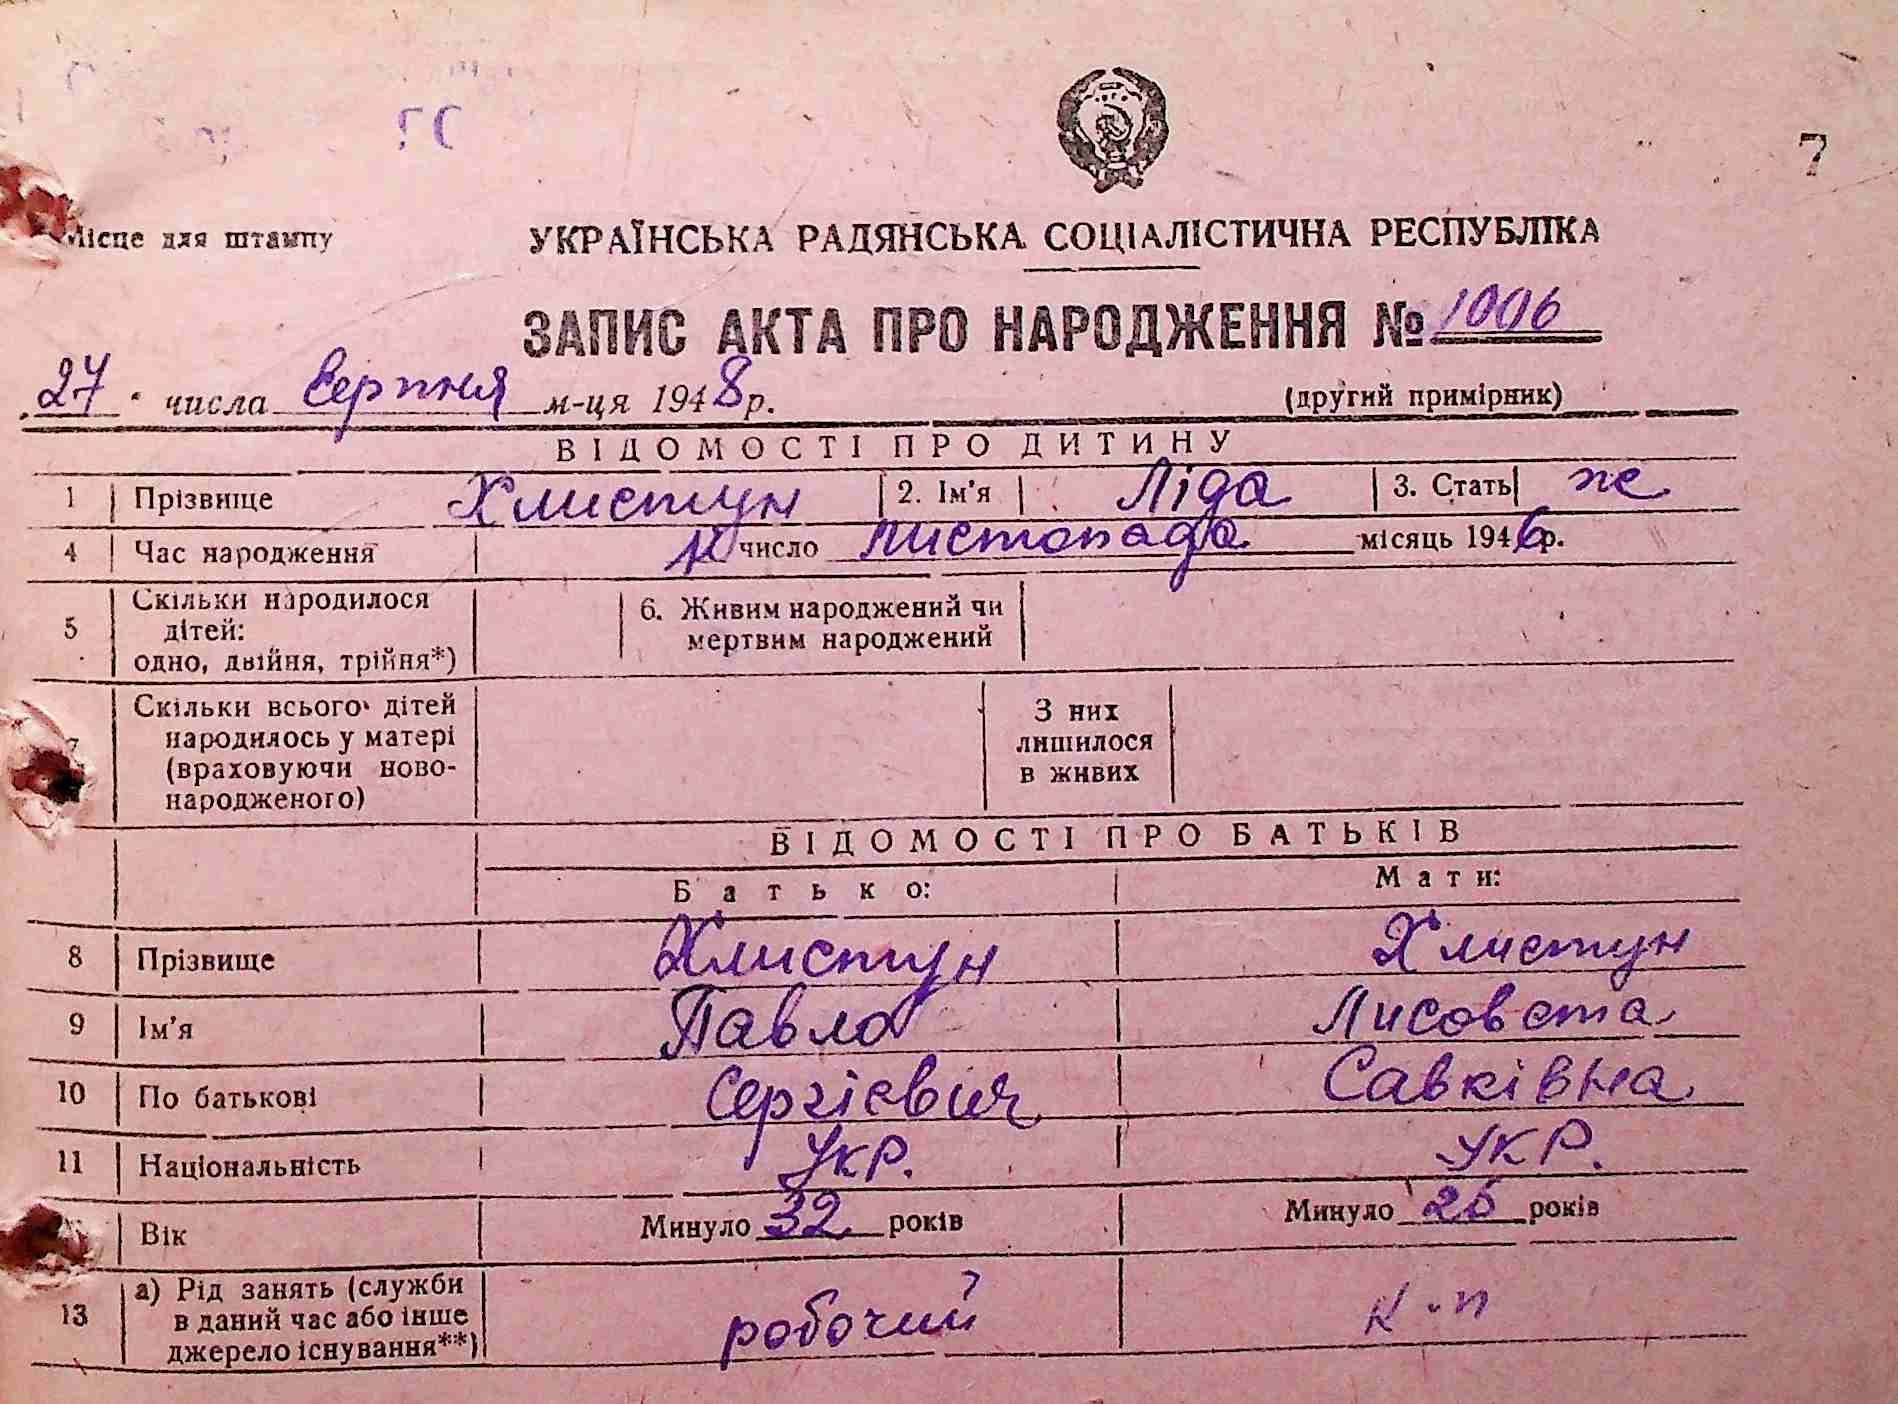 7
Місце для штампу
УКРАЇНСЬКА РАДЯНСЬКА СОЦІАЛІСТИЧНА РЕСПУБЛІКА
ЗАПИС АКТА ПРО НАРОДЖЕННЯ № 1006
27 числа Серпня м-ця 1948 р.
(другий примірник)
ВІДОМОСТІ ПРО ДИТИНУ
1 Прізвище Хлистун 2. Ім'я Ліда 3. Стать ж
4 Час народження число листопада місяць 1946 р.
5 Скільки народилося
дітей:
одно, двійня, трійня*)
6. Живим народжений чи
мертвим народжений
7 Скільки всього дітей
народилось у матері
(враховуючи ново-
народженого)
З них
лишилося
в живих
ВІДОМОСТІ ПРО БАТЬКІВ
Батько: Мати:
8 Прізвище Хлистун Хлистун
9 Ім'я Павло Лисовета
10 По батькові Сергієвич Савківна
11 Національність Укр. УКР.
Вік Минуло 32 років Минуло 25 років
13 а) Рід занять (служби
в даний час або інше
джерело існування**)
робочий к-п